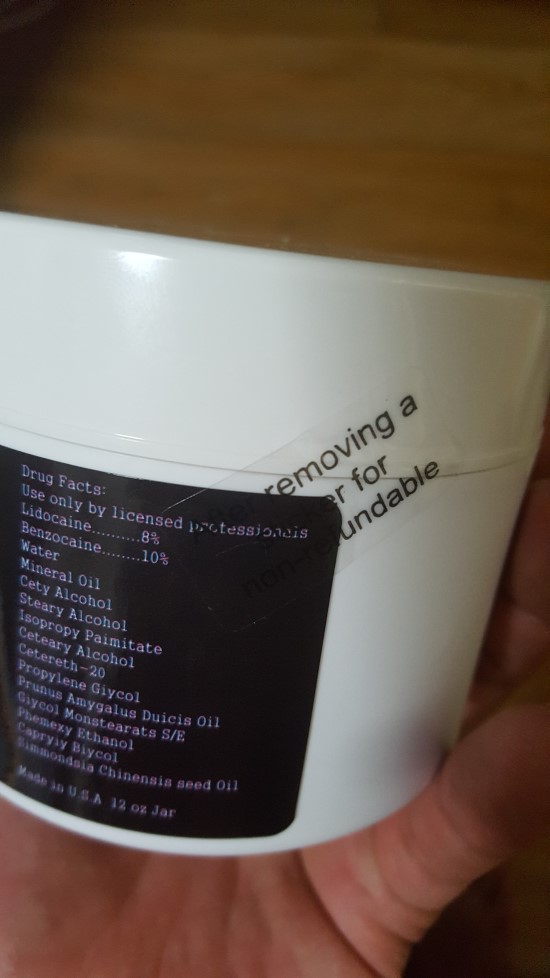 Drug Facts:
Use only by licensed professionais
Lidocaine.........8%
Benzocaine.......10%
Water
Mineral Oil
Cety Alcohol
Steary Alcohol
Isopropy Paimitate
Ceteary Alcohol
Cetereth-20
Propylene Giycol
Prunus Amygalus Duicis Oil
Giycol Monstearats S/E
Phemexy Ethanol
Capryiy Biycol
Simmondsia Chinensis seed Oil
Made in U.S.A 12 oz Jar
removing a
for
non-refundable